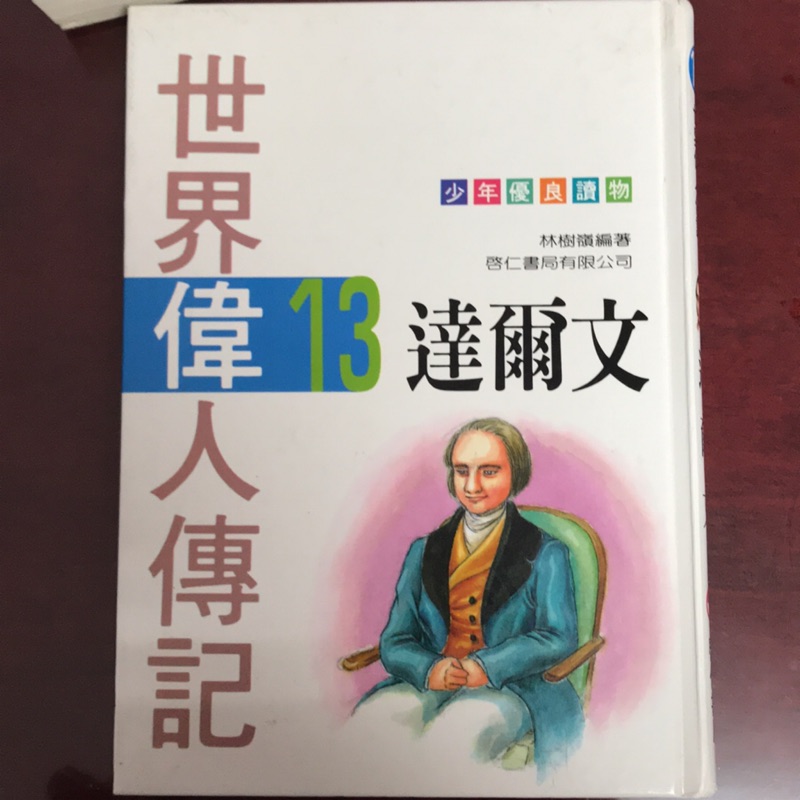 世界偉人傳記
13
達爾文
少年優良讀物
林樹嶺編著
啓仁書局有限公司